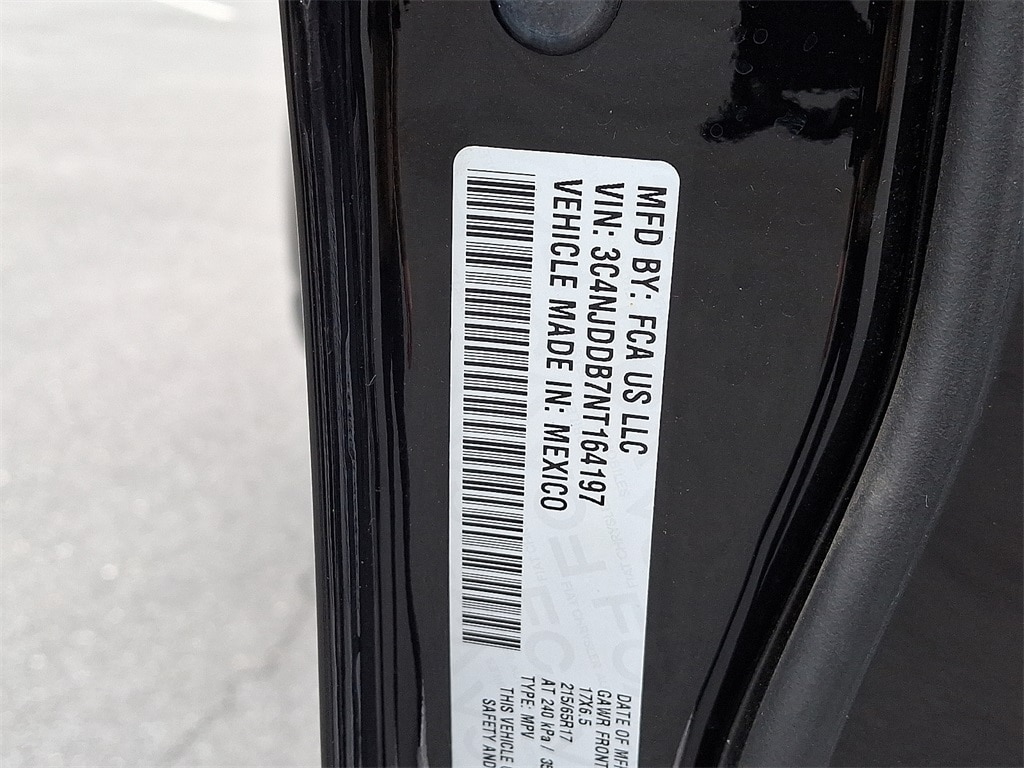 MFD BY: FCA US LLC
VIN: 3C4NJDDB7NT164197
VEHICLE MADE IN: MEXICO
DATE OF
GAWR FRONT
17X6.5
215/65R17
AT 240 kPa /
TYPE: MPV
THIS VEHICLE
SAFETY AND